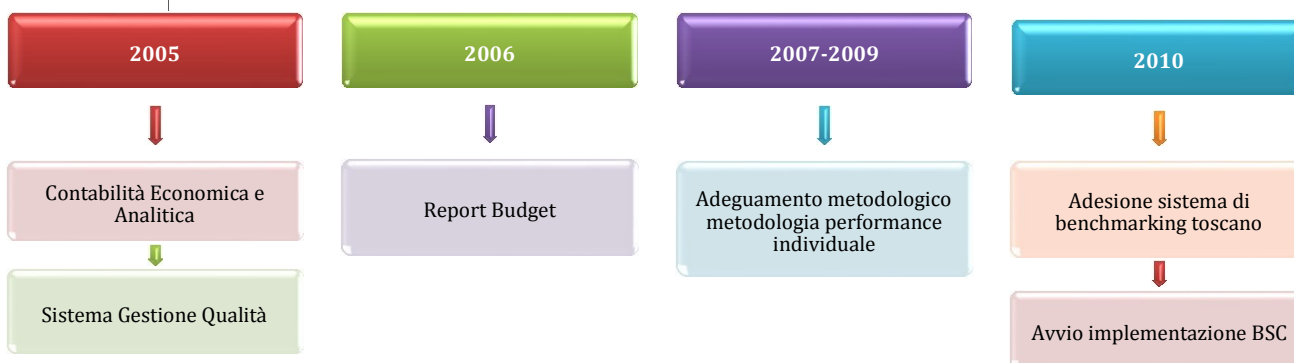 2005
Contabilità Economica e
Analitica
Sistema Gestione Qualità
2006
Report Budget
2007-2009
Adeguamento metodologico
metodologia performance
individuale
2010
Adesione sistema di
benchmarking toscano
Avvio implementazione BSC